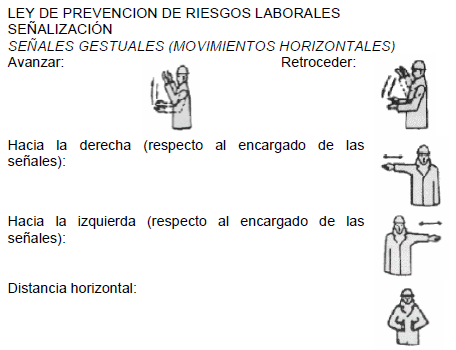 LEY DE PREVENCION DE RIESGOS LABORALES
SEÑALIZACIÓN
SEÑALES GESTUALES (MOVIMIENTOS HORIZONTALES)
Avanzar: Retroceder:
Hacia la derecha (respecto al encargado de las
señales):
Hacia la izquierda (respecto al encargado de las
señales):
Distancia horizontal: